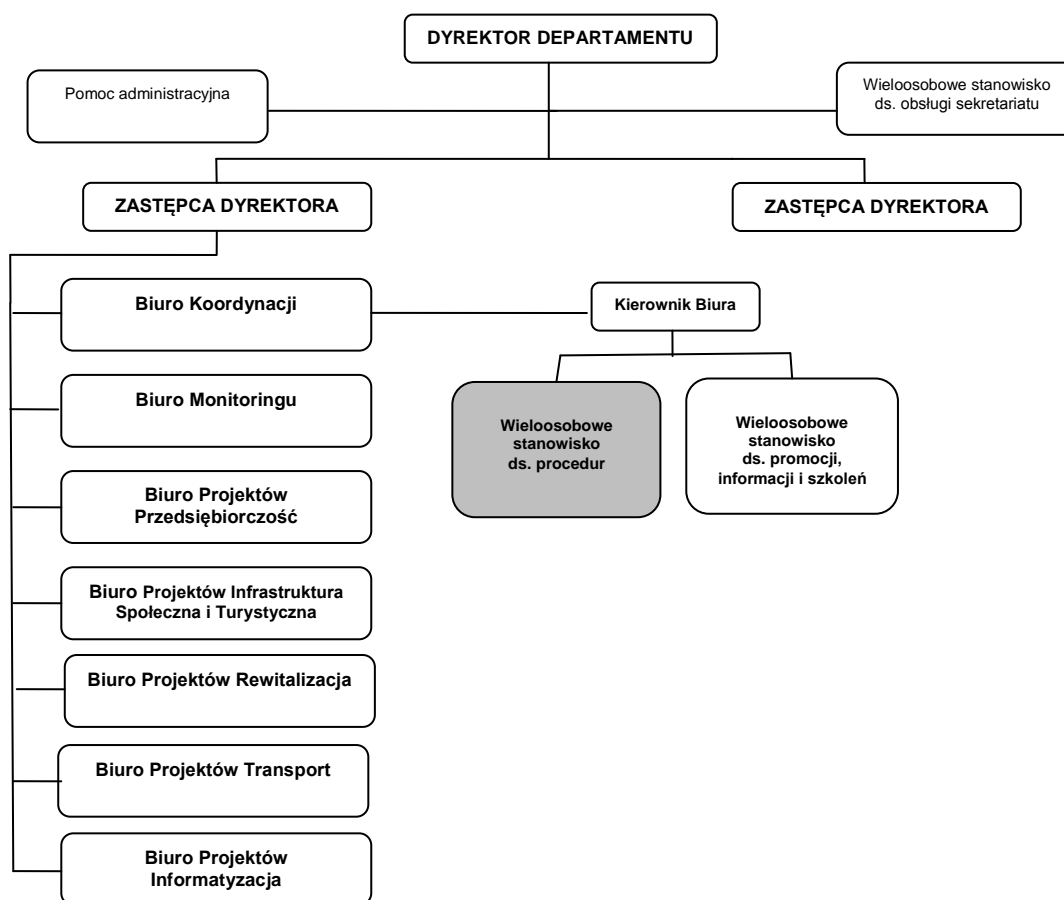 DYREKTOR DEPARTAMENTU
Pomoc administracyjna
Wieloosobowe stanowisko
ds. obsługi sekretariatu
ZASTĘPCA DYREKTORA
ZASTĘPCA DYREKTORA
Biuro Koordynacji
Kierownik Biura
Biuro Monitoringu
Wieloosobowe
stanowisko
ds. procedur
Wieloosobowe
stanowisko
ds. promocji,
informacji i szkoleń
Biuro Projektów
Przedsiębiorczość
Biuro Projektów Infrastruktura
Społeczna i Turystyczna
Biuro Projektów Rewitalizacja
Biuro Projektów Transport
Biuro Projektów
Informatyzacja